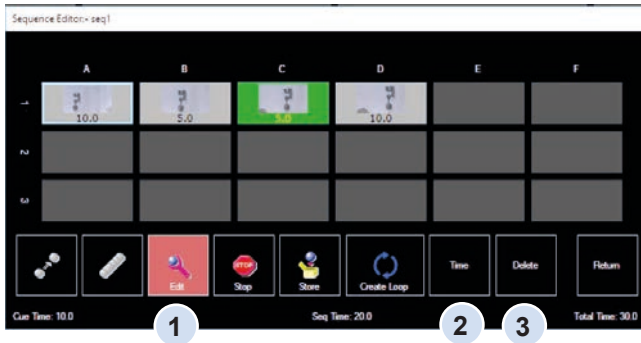 Sequence Editor:- seq1
A B C D E F
1
10.0 5.0 5.0 10.0
2
3
Edit Stop Store Create Loop Time Delete Return
STOP
Cue Time: 10.0 Seq Time: 20.0 Total Time: 30.0
1 2 3